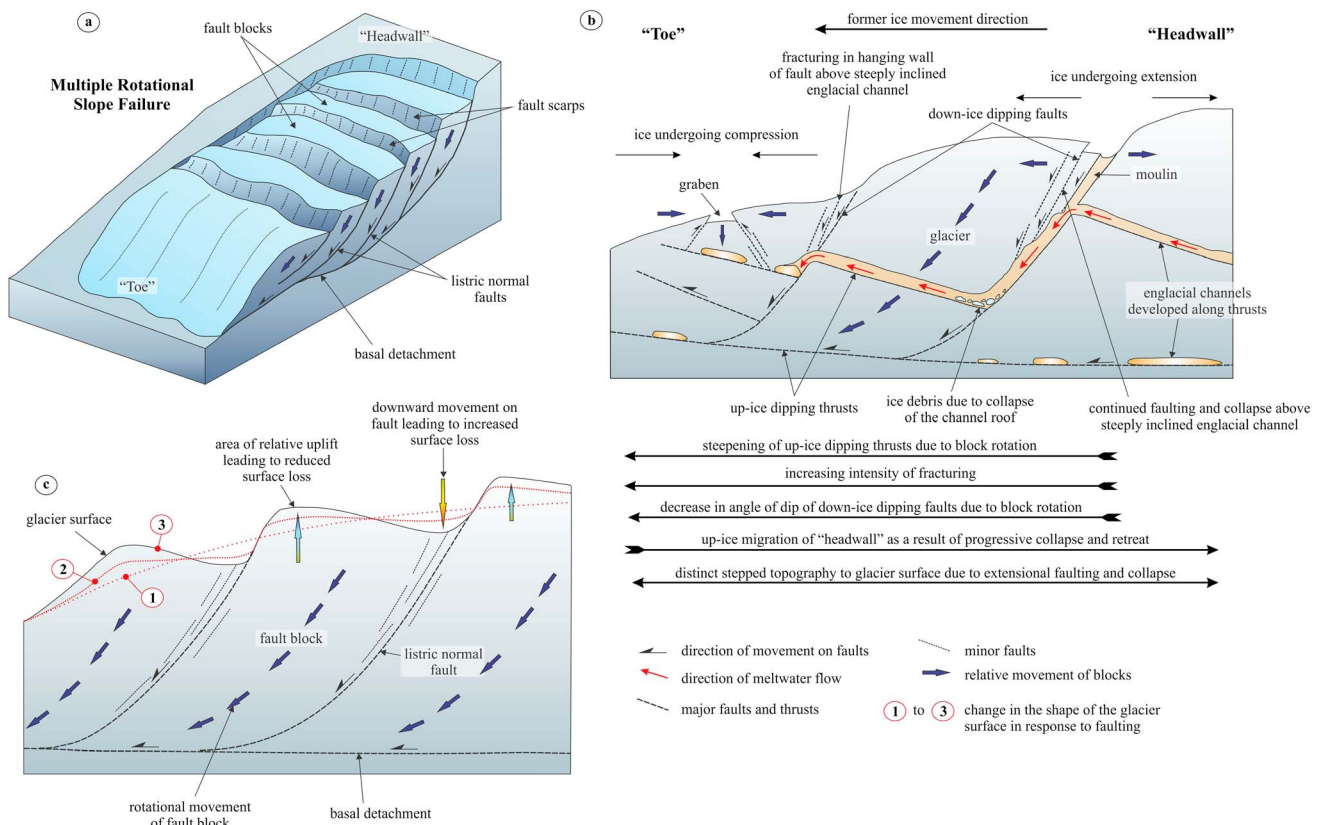 a
fault blocks
"Headwall"
Multiple Rotational
Slope Failure
fault scarps
listric normal
faults
"Toe"
basal detachment
b
former ice movement direction
"Toe"
"Headwall"
fracturing in hanging wall
of fault above steeply inclined
englacial channel
ice undergoing extension
down-ice dipping faults
ice undergoing compression
moulin
graben
glacier
englacial channels
developed along thrusts
up-ice dipping thrusts
ice debris due to collapse
of the channel roof
continued faulting and collapse above
steeply inclined englacial channel
steepening of up-ice dipping thrusts due to block rotation
increasing intensity of fracturing
decrease in angle of dip of down-ice dipping faults due to block rotation
up-ice migration of "headwall" as a result of progressive collapse and retreat
distinct stepped topography to glacier surface due to extensional faulting and collapse
direction of movement on faults
direction of meltwater flow
major faults and thrusts
minor faults
relative movement of blocks
1 to 3 change in the shape of the glacier
surface in response to faulting
c
downward movement on
fault leading to increased
surface loss
area of relative uplift
leading to reduced
surface loss
glacier surface
3
2
1
fault block
listric normal
fault
rotational movement
of fault block
basal detachment